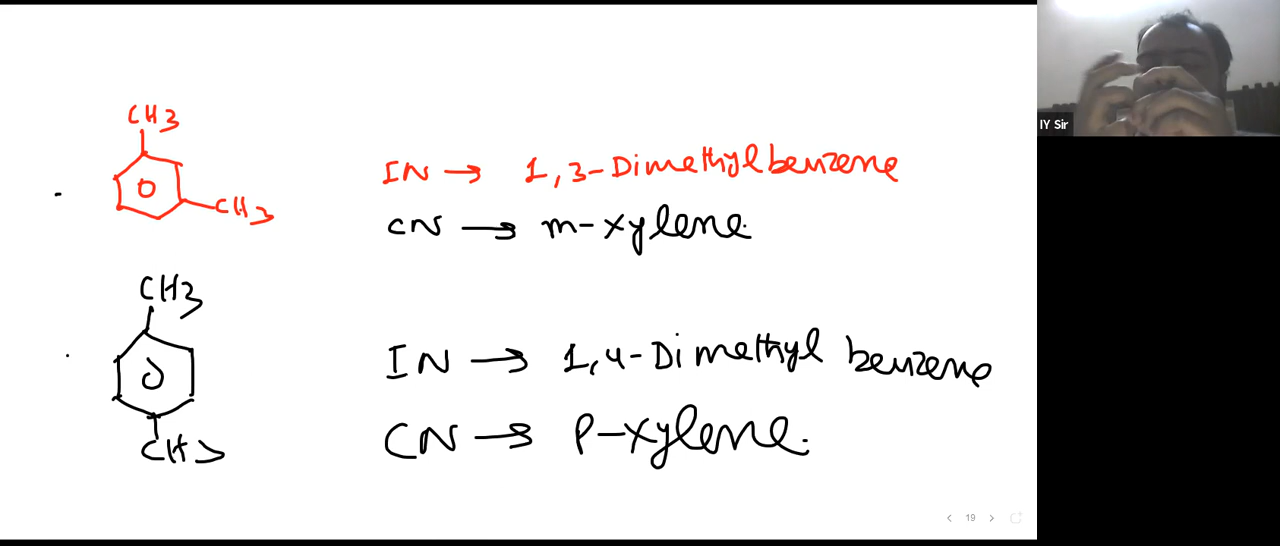 CH3
CH3
IN → 1,3-Dimethylbenzene
CN → m-xylene.
CH3
IN → 1,4-Dimethyl benzene
CN → P-xylene.
CH3
IY Sir
19